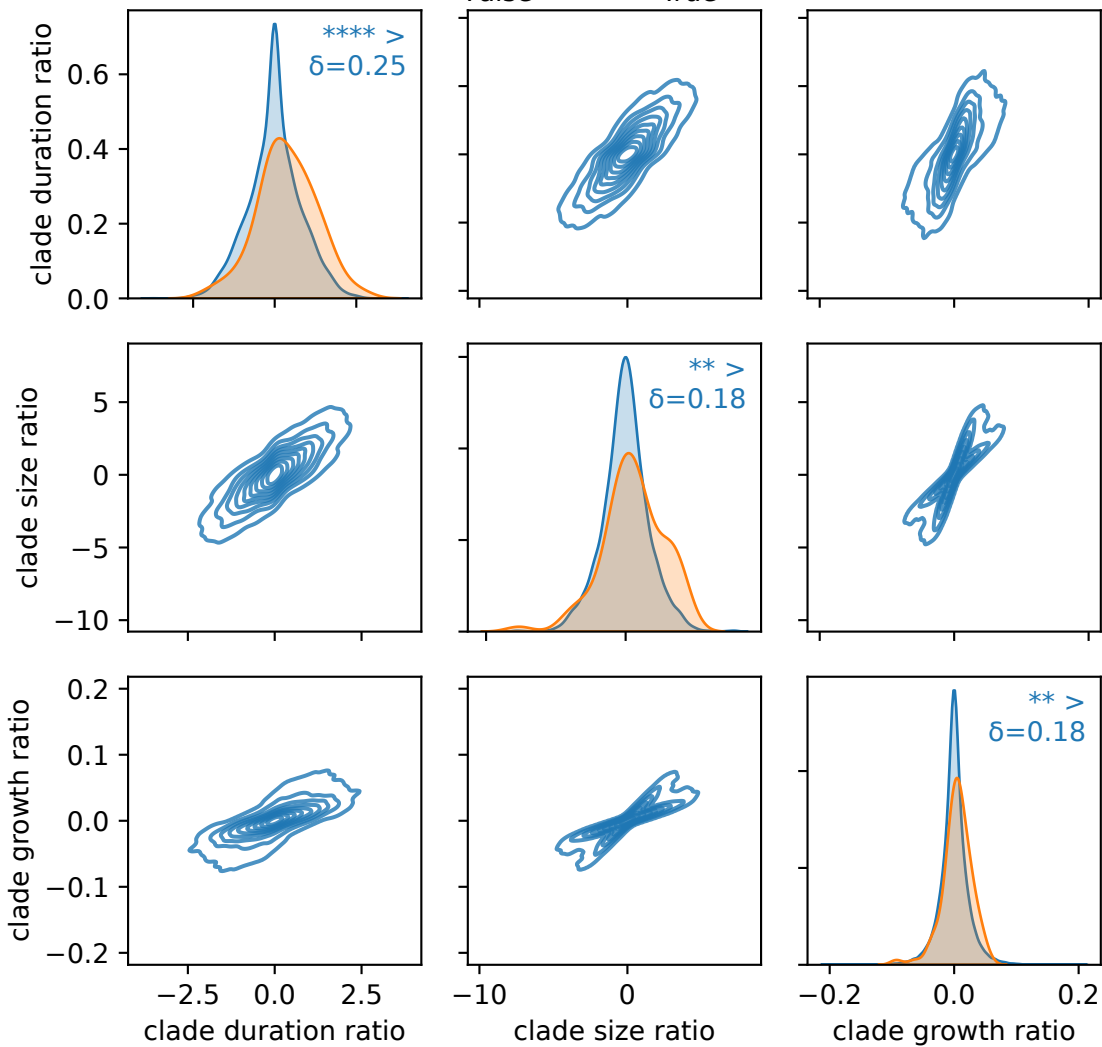 clade duration ratio
0.6
0.4
0.2
0.0
**** >
δ=0.25
clade size ratio
5
0
−5
−10
** >
δ=0.18
clade growth ratio
0.2
0.1
0.0
−0.1
−0.2
** >
δ=0.18
−2.5 0.0 2.5
−10 0
−0.2 0.0 0.2
clade duration ratio
clade size ratio
clade growth ratio